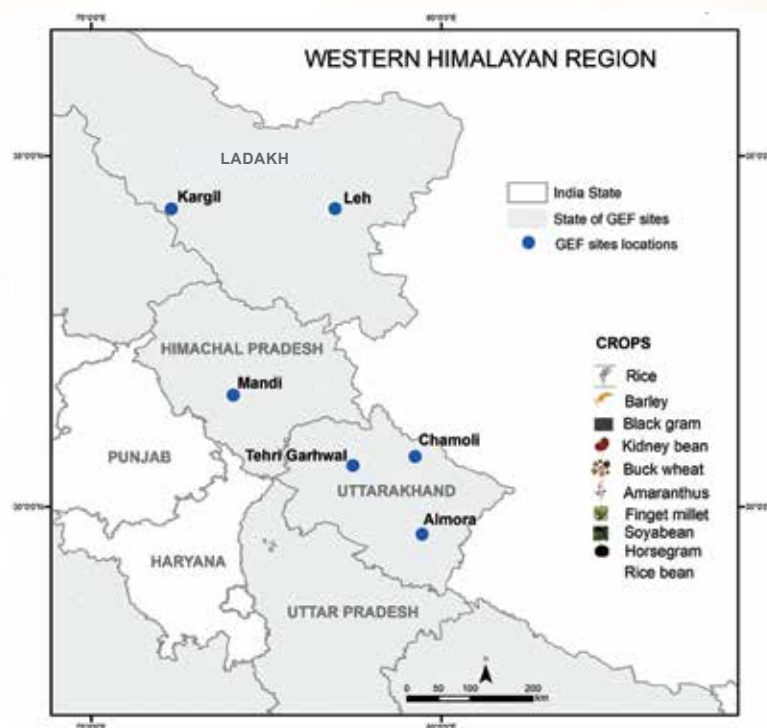 WESTERN HIMALAYAN REGION
LADAKH
Kargil
Leh
India State
State of GEF sites
GEF sites locations
HIMACHAL PRADESH
Mandi
CROPS
Rice
Barley
Black gram
Kidney bean
Buck wheat
Amaranthus
Finget millet
Soyabean
Horsegram
Rice bean
PUNJAB
Tehri Garhwal
Chamoli
UTTARAKHAND
Almora
HARYANA
UTTAR PRADESH
N
0 50 100 200
km